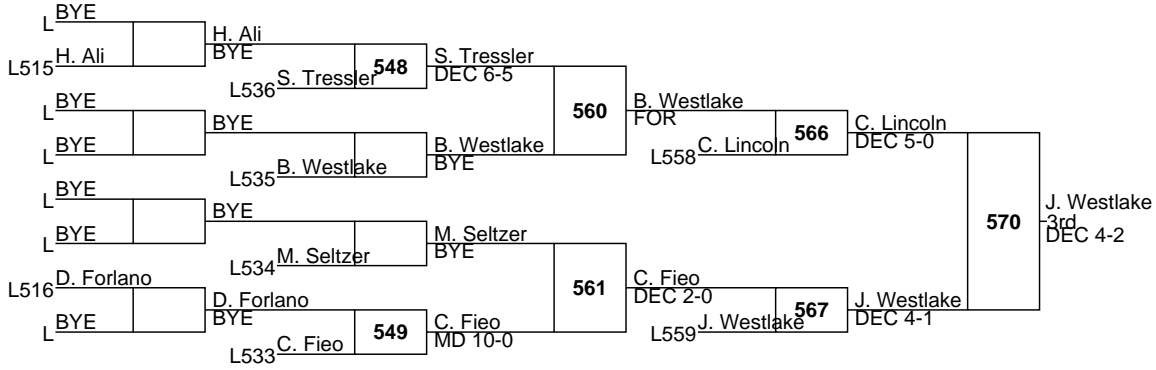 L BYE
H. Ali
BYE
L515 H. Ali
548
S. Tressler
DEC 6-5
L536 S. Tressler
L BYE
BYE
L BYE
560
B. Westlake
FOR
B. Westlake
BYE
L535 B. Westlake
566
C. Lincoln
DEC 5-0
L558 C. Lincoln
L BYE
BYE
L BYE
M. Seltzer
BYE
L534 M. Seltzer
570
J. Westlake
3rd
DEC 4-2
L516 D. Forlano
D. Forlano
BYE
L BYE
561
C. Fieo
DEC 2-0
549
C. Fieo
MD 10-0
L533 C. Fieo
567
J. Westlake
DEC 4-1
L559 J. Westlake